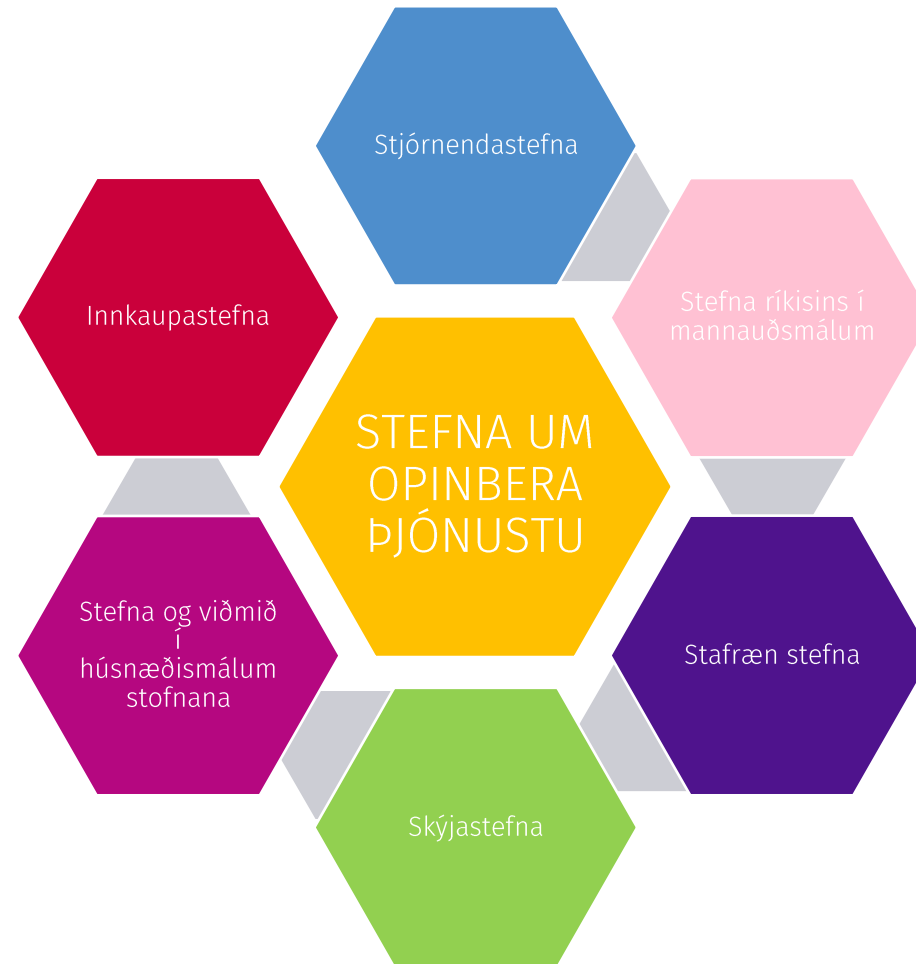 Stjórnendastefna
Stefna ríkisins í
mannauðsmálum
Innkaupastefna
STEFNA UM
OPINBERA
ÞJÓNUSTU
Stefna og viðmið
í
húsnæðismálum
stofnana
Stafræn stefna
Skýjastefna